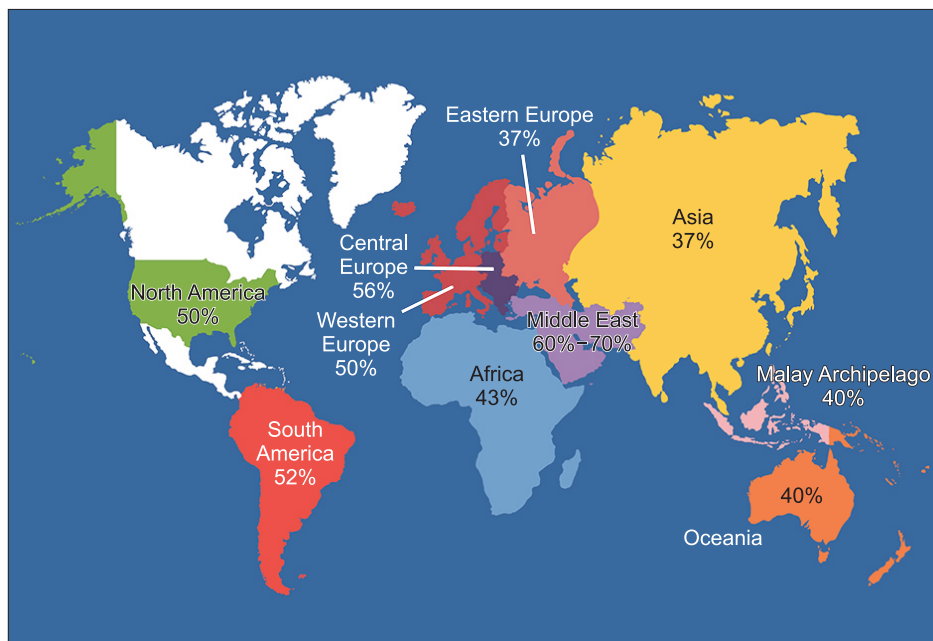 Eastern Europe
37%
Asia
37%
Central
Europe
56%
North America
50%
Western
Europe
50%
Middle East
60%–70%
Africa
43%
Malay Archipelago
40%
South
America
52%
40%
Oceania